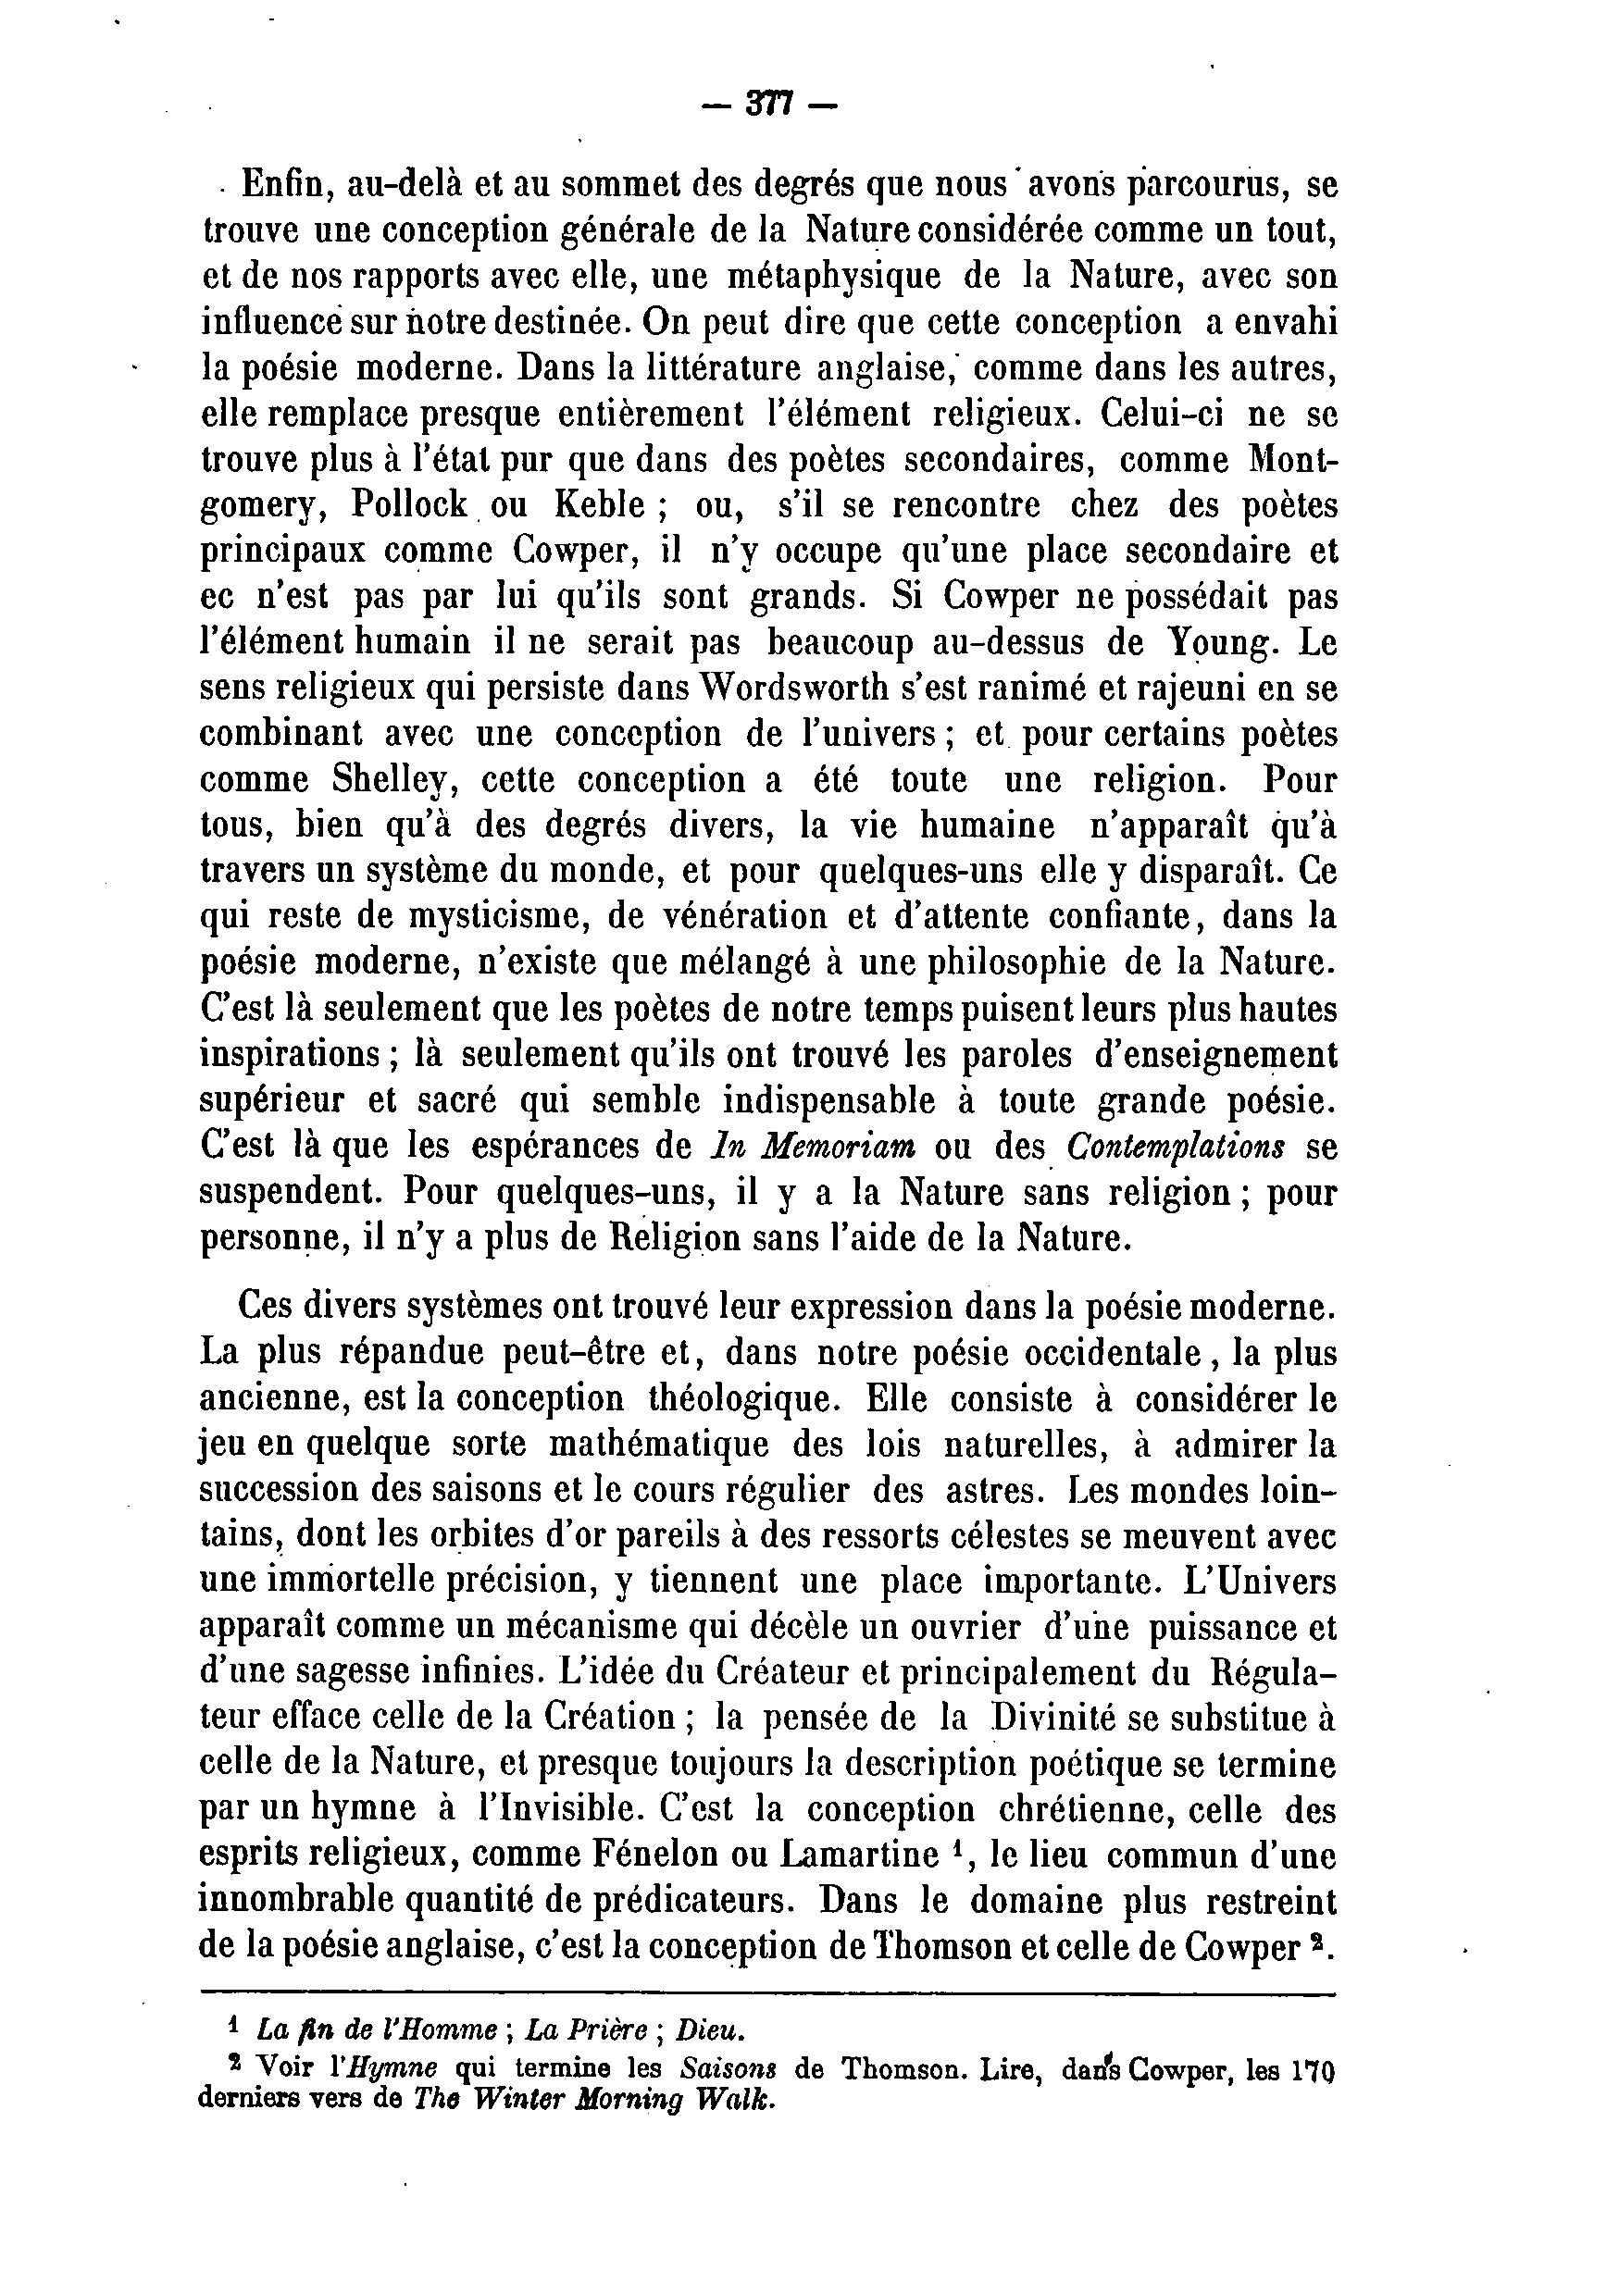 — 377 —
Enfin, au-delà et au sommet des degrés que nous avons parcourus, se
trouve une conception générale de la Nature considérée comme un tout,
et de nos rapports avec elle, une métaphysique de la Nature, avec son
influence sur notre destinée. On peut dire que cette conception a envahi
la poésie moderne. Dans la littérature anglaise, comme dans les autres,
elle remplace presque entièrement l'élément religieux. Celui-ci ne se
trouve plus à l'état pur que dans des poètes secondaires, comme Mont-
gomery, Pollock ou Keble ; ou, s'il se rencontre chez des poètes
principaux comme Cowper, il n'y occupe qu'une place secondaire et
ec n'est pas par lui qu'ils sont grands. Si Cowper ne possédait pas
l'élément humain il ne serait pas beaucoup au-dessus de Young. Le
sens religieux qui persiste dans Wordsworth s'est ranimé et rajeuni en se
combinant avec une conception de l'univers ; et pour certains poètes
comme Shelley, cette conception a été toute une religion. Pour
tous, bien qu'à des degrés divers, la vie humaine n'apparaît qu'à
travers un système du monde, et pour quelques-uns elle y disparaît. Ce
qui reste de mysticisme, de vénération et d'attente confiante, dans la
poésie moderne, n'existe que mélangé à une philosophie de la Nature.
C'est là seulement que les poètes de notre temps puisent leurs plus hautes
inspirations ; là seulement qu'ils ont trouvé les paroles d'enseignement
supérieur et sacré qui semble indispensable à toute grande poésie.
C'est là que les espérances de In Memoriam ou des Contemplations se
suspendent. Pour quelques-uns, il y a la Nature sans religion ; pour
personne, il n'y a plus de Religion sans l'aide de la Nature.
Ces divers systèmes ont trouvé leur expression dans la poésie moderne.
La plus répandue peut-être et, dans notre poésie occidentale, la plus
ancienne, est la conception théologique. Elle consiste à considérer le
jeu en quelque sorte mathématique des lois naturelles, à admirer la
succession des saisons et le cours régulier des astres. Les mondes loin-
tains, dont les orbites d'or pareils à des ressorts célestes se meuvent avec
une immortelle précision, y tiennent une place importante. L'Univers
apparaît comme un mécanisme qui décèle un ouvrier d'une puissance et
d'une sagesse infinies. L'idée du Créateur et principalement du Régula-
teur efface celle de la Création ; la pensée de la Divinité se substitue à
celle de la Nature, et presque toujours la description poétique se termine
par un hymne à l'Invisible. C'est la conception chrétienne, celle des
esprits religieux, comme Fénelon ou Lamartine ¹, le lieu commun d'une
innombrable quantité de prédicateurs. Dans le domaine plus restreint
de la poésie anglaise, c'est la conception de Thomson et celle de Cowper ².
¹ La fin de l'Homme ; La Prière ; Dieu.
² Voir l'Hymne qui termine les Saisons de Thomson. Lire, dans Cowper, les 170
derniers vers de The Winter Morning Walk.